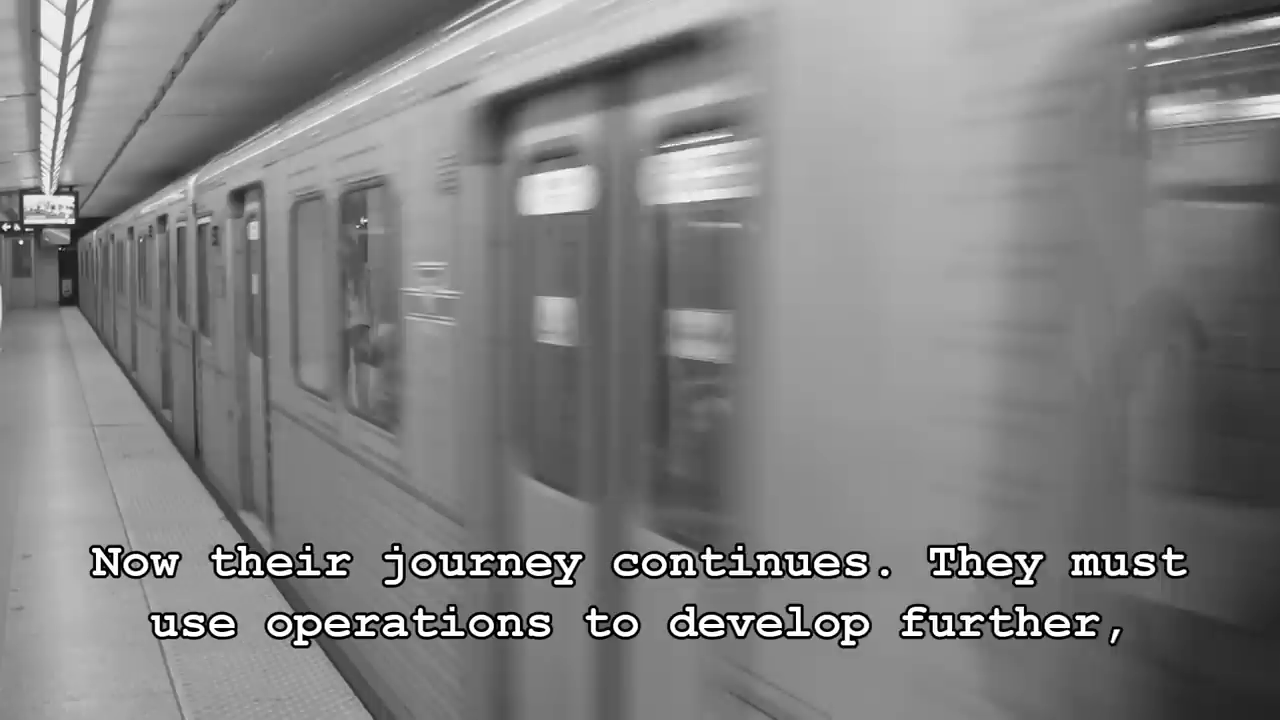 Now their journey continues. They must
use operations to develop further,